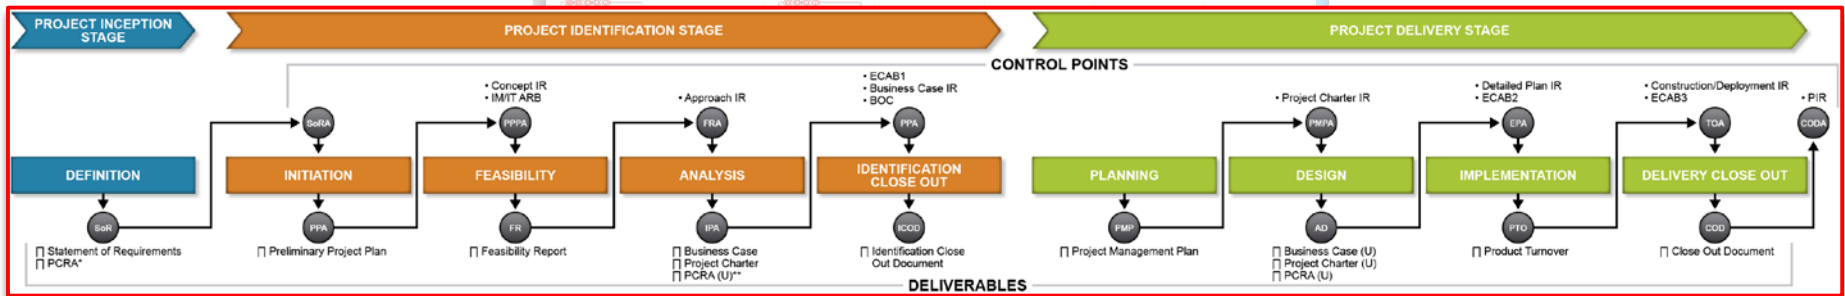 PROJECT INCEPTION
STAGE
PROJECT IDENTIFICATION STAGE
PROJECT DELIVERY STAGE
CONTROL POINTS
• Concept IR
• IM/IT ARB
• Approach IR
• ECAB1
• Business Case IR
• BOC
• Project Charter IR
• Detailed Plan IR
• ECAB2
• Construction/Deployment IR
• ECAB3
• PIR
SoRA
PPPA
FRA
PPA
PMPA
EPA
TOA
CODA
DEFINITION
INITIATION
FEASIBILITY
ANALYSIS
IDENTIFICATION
CLOSE OUT
PLANNING
DESIGN
IMPLEMENTATION
DELIVERY CLOSE OUT
SoR
PPA
FR
IPA
ICOD
PMP
AD
PTO
COD
Statement of Requirements
PCRA*
Preliminary Project Plan
Feasibility Report
Business Case
Project Charter
PCRA (U)**
Identification Close
Out Document
Project Management Plan
Business Case (U)
Project Charter (U)
PCRA (U)
Product Turnover
Close Out Document
DELIVERABLES